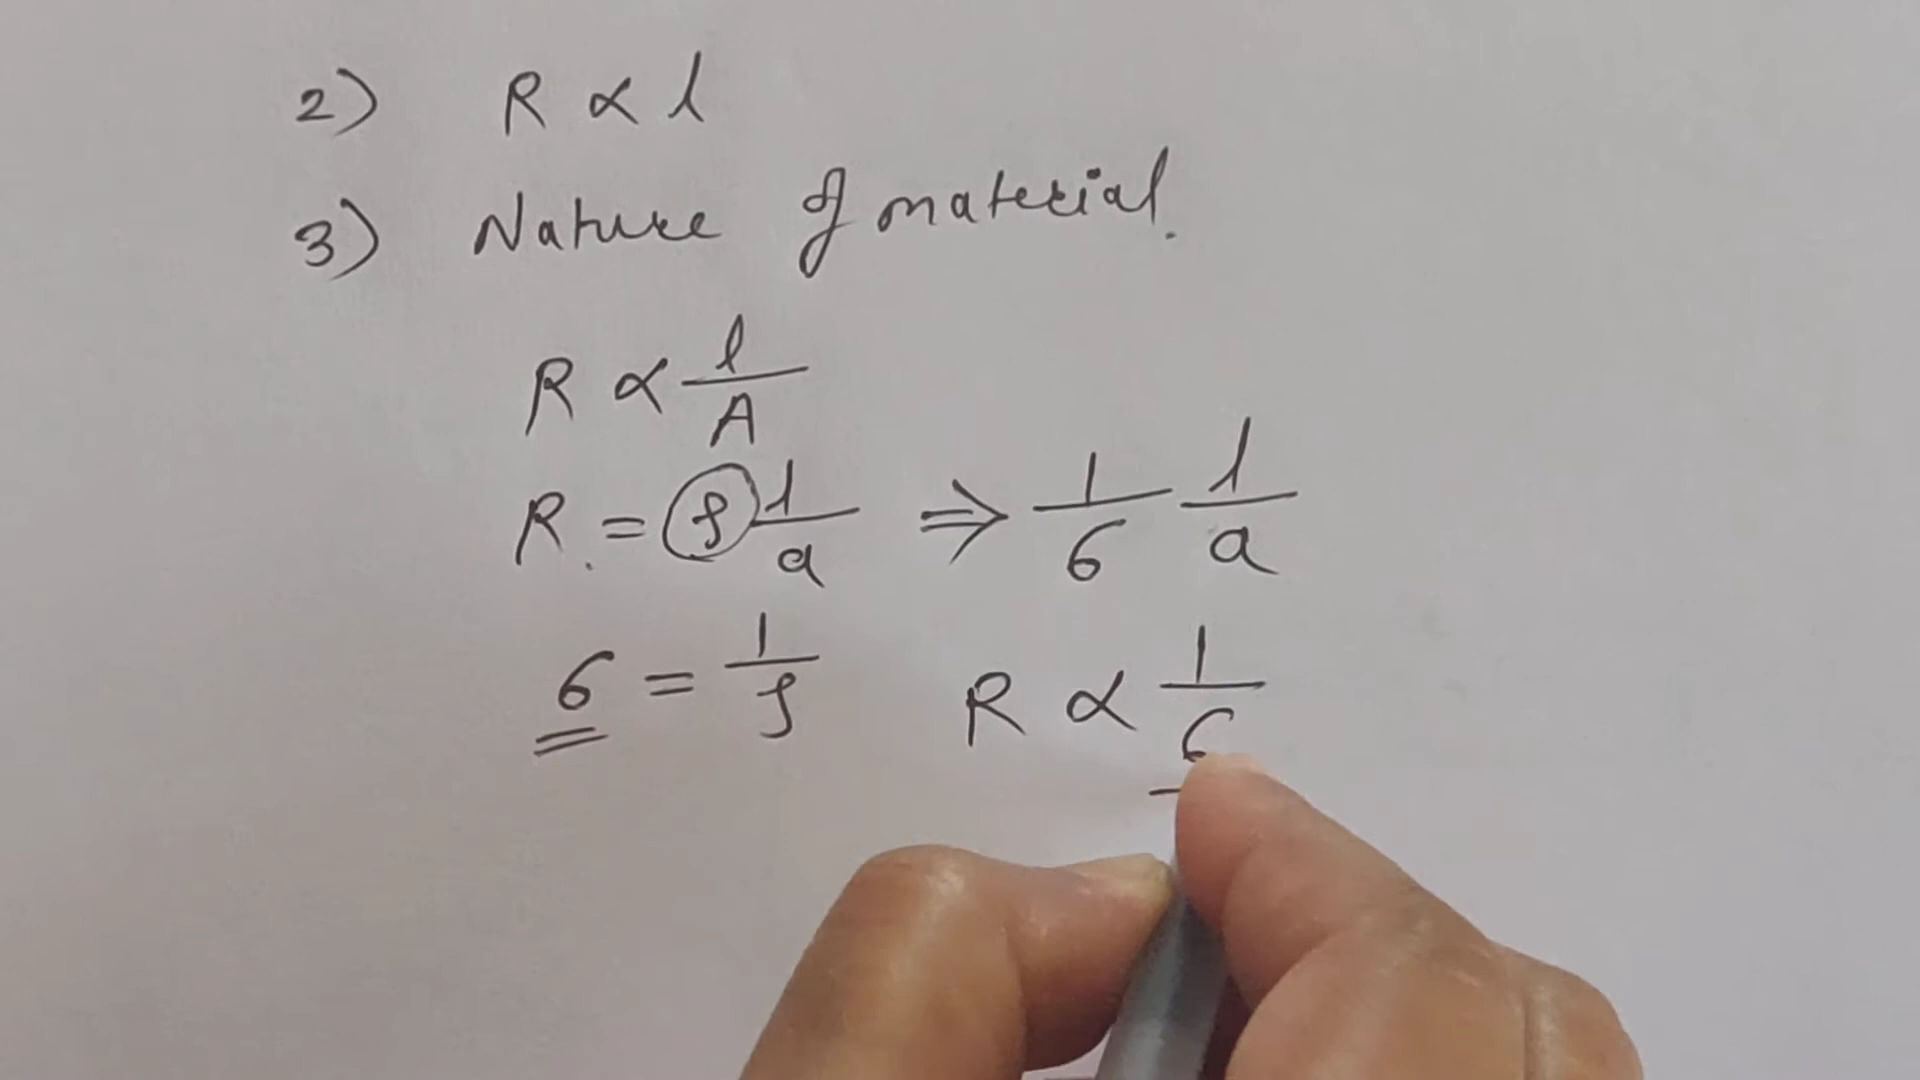 2) R ∝ l
3) Nature of material.
R ∝ l/A
R. = ρ l/a ⇒ 1/σ l/a
σ = 1/ρ R ∝ 1/σ